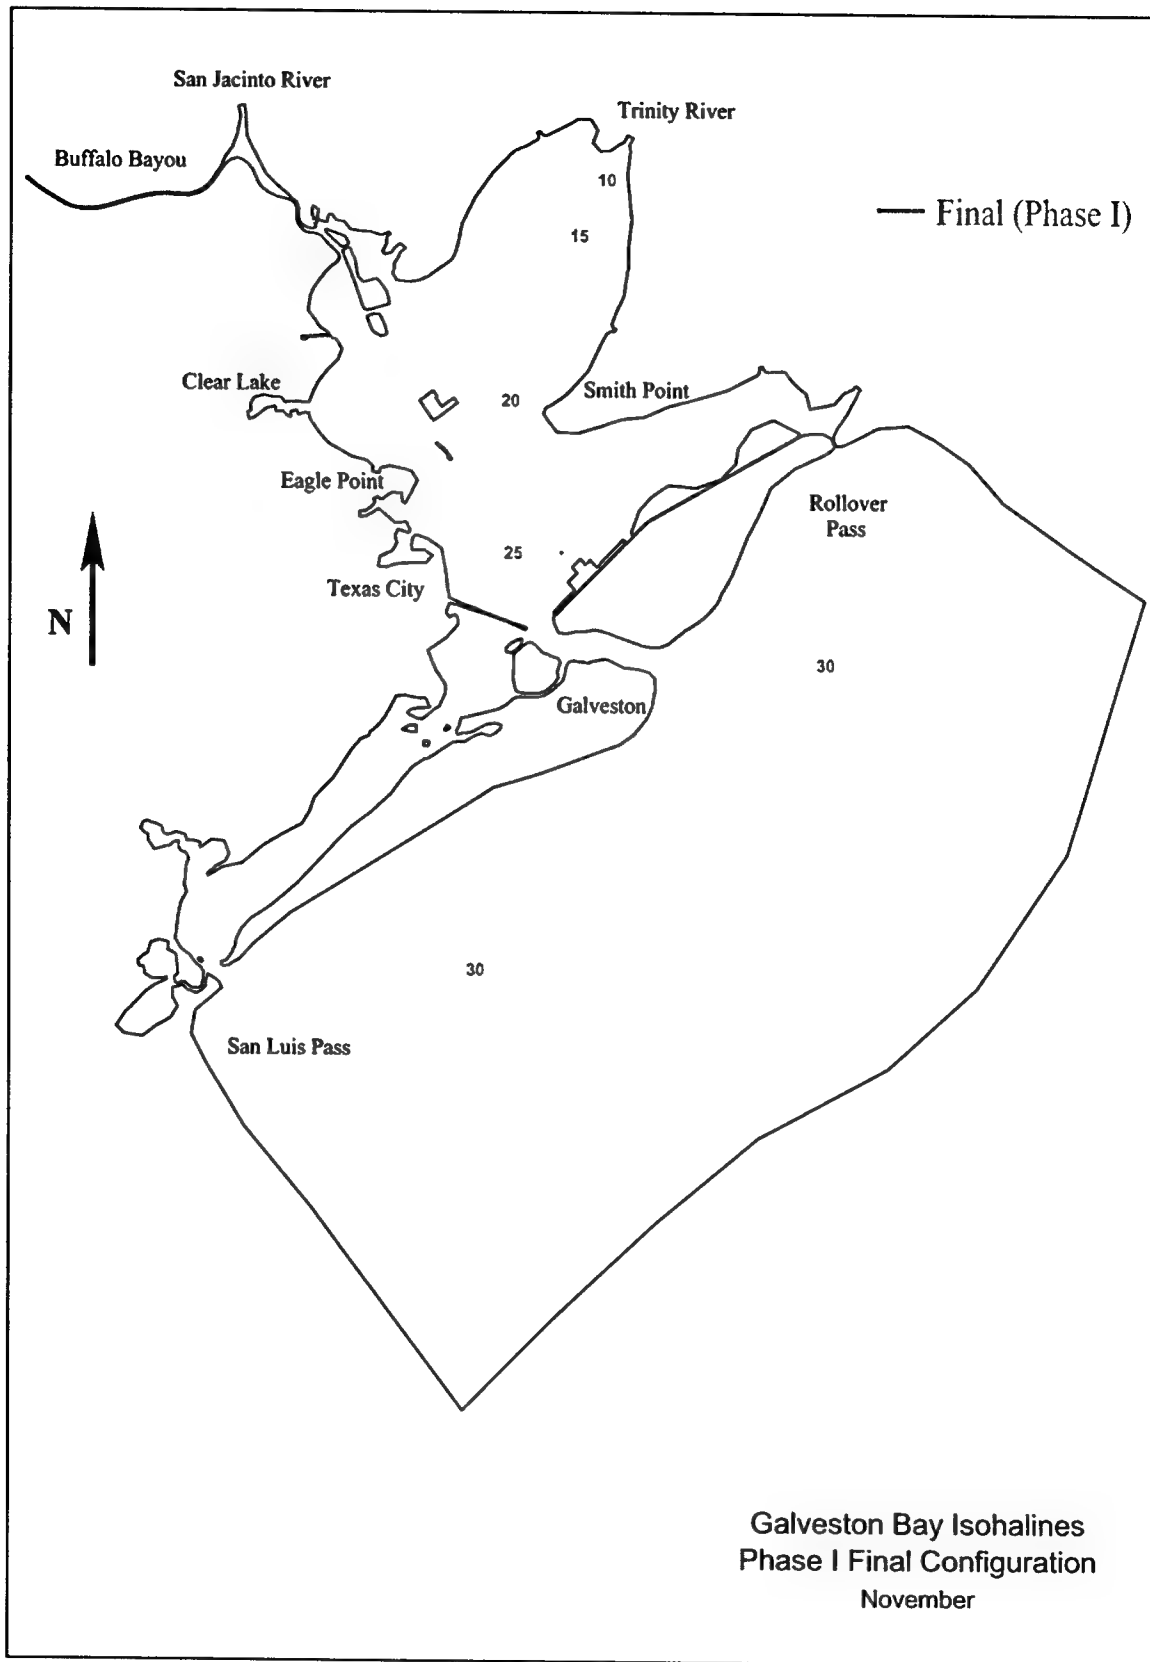 San Jacinto River
Trinity River
Buffalo Bayou
10
Final (Phase I)
15
Clear Lake
20
Smith Point
Eagle Point
Rollover
Pass
25
Texas City
N
30
Galveston
30
San Luis Pass
Galveston Bay Isohalines
Phase I Final Configuration
November